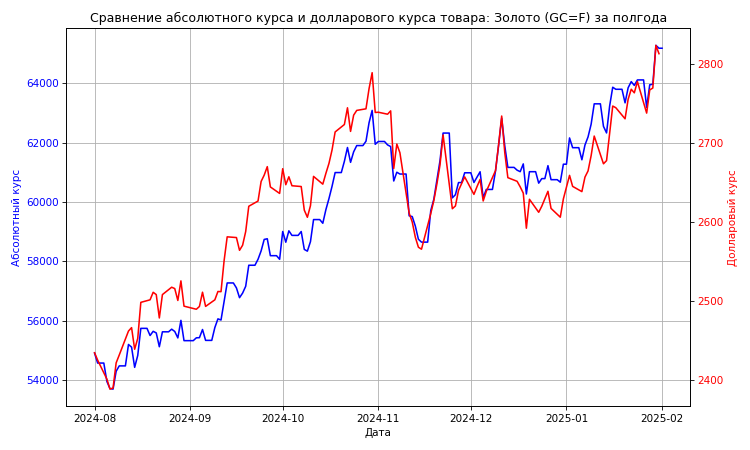 Сравнение абсолютного курса и долларового курса товара: Золото (GC=F) за полгода
Абсолютный курс
64000
62000
60000
58000
56000
54000
2800
2700
2600
2500
2400
Долларовый курс
2024-08 2024-09 2024-10 2024-11 2024-12 2025-01 2025-02
Дата